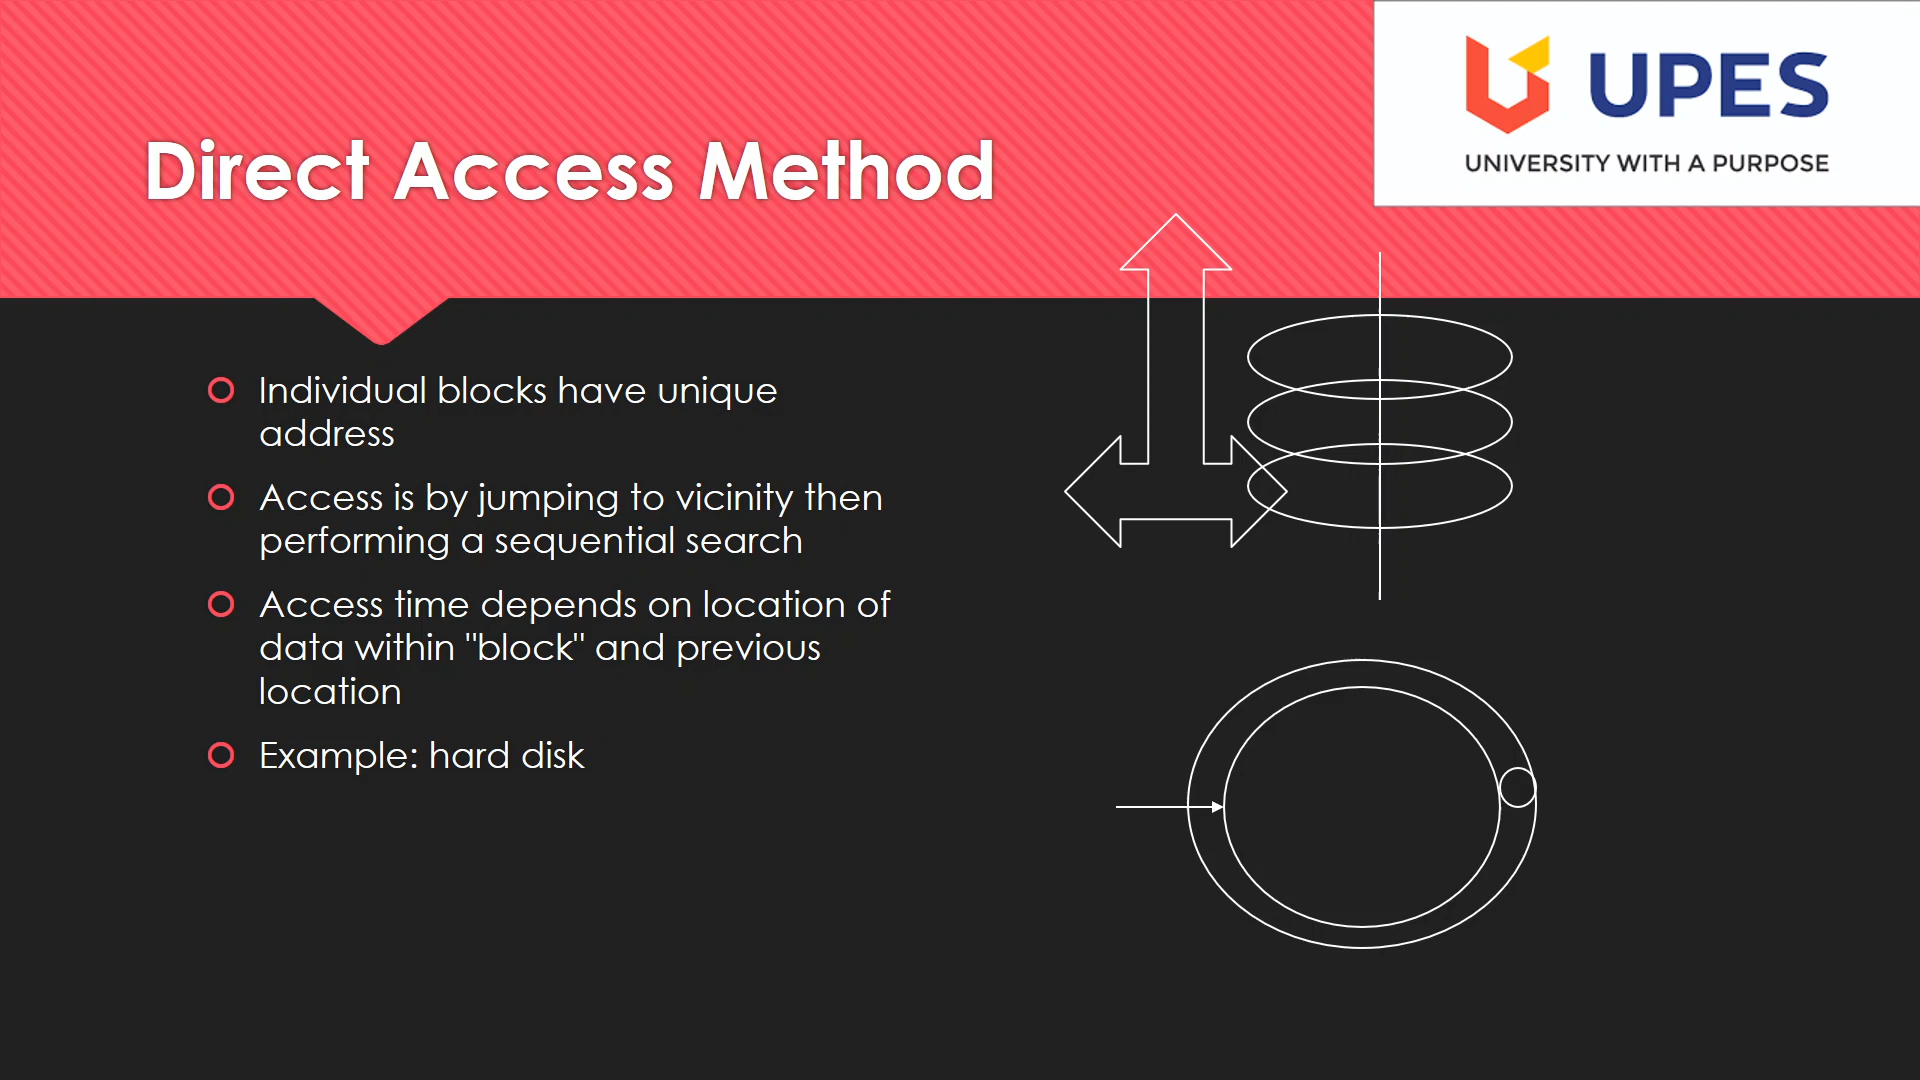 UPES
UNIVERSITY WITH A PURPOSE
Direct Access Method
Individual blocks have unique
address
Access is by jumping to vicinity then
performing a sequential search
Access time depends on location of
data within "block" and previous
location
Example: hard disk